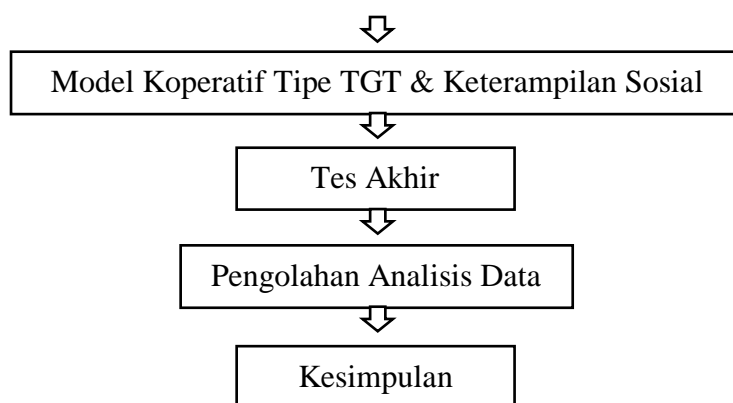 Model Koperatif Tipe TGT & Keterampilan Sosial
Tes Akhir
Pengolahan Analisis Data
Kesimpulan